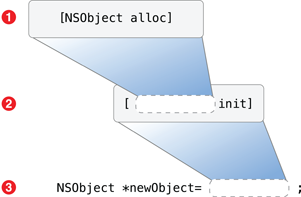 1 [NSObject alloc]
2 [ init]
3 NSObject *newObject= ;